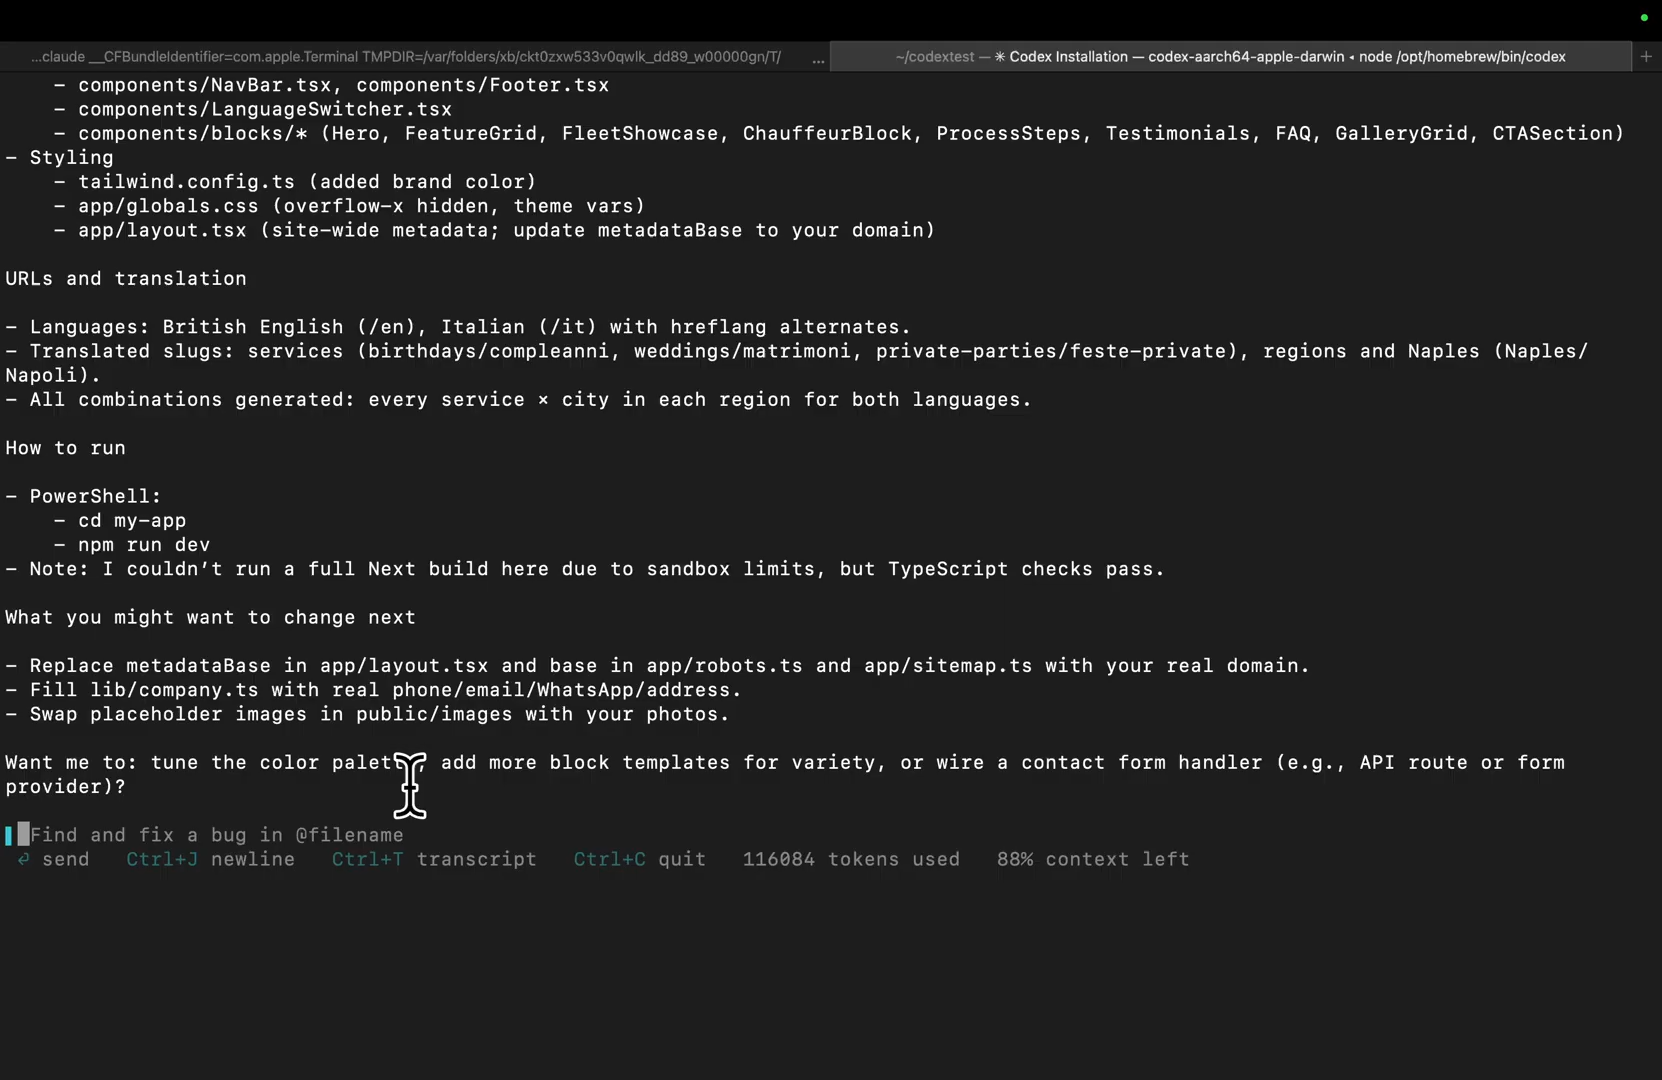 ...claude __CFBundleIdentifier=com.apple.Terminal TMPDIR=/var/folders/xb/ckt0zxw533v0qwlk_dd89_w00000gn/T/ ...
~/codextest — ✳ Codex Installation — codex-aarch64-apple-darwin ◂ node /opt/homebrew/bin/codex +
– components/NavBar.tsx, components/Footer.tsx
– components/LanguageSwitcher.tsx
– components/blocks/* (Hero, FeatureGrid, FleetShowcase, ChauffeurBlock, ProcessSteps, Testimonials, FAQ, GalleryGrid, CTASection)
– Styling
– tailwind.config.ts (added brand color)
– app/globals.css (overflow-x hidden, theme vars)
– app/layout.tsx (site-wide metadata; update metadataBase to your domain)
URLs and translation
– Languages: British English (/en), Italian (/it) with hreflang alternates.
– Translated slugs: services (birthdays/compleanni, weddings/matrimoni, private-parties/feste-private), regions and Naples (Naples/
Napoli).
– All combinations generated: every service × city in each region for both languages.
How to run
– PowerShell:
– cd my-app
– npm run dev
– Note: I couldn’t run a full Next build here due to sandbox limits, but TypeScript checks pass.
What you might want to change next
– Replace metadataBase in app/layout.tsx and base in app/robots.ts and app/sitemap.ts with your real domain.
– Fill lib/company.ts with real phone/email/WhatsApp/address.
– Swap placeholder images in public/images with your photos.
Want me to: tune the color palette, add more block templates for variety, or wire a contact form handler (e.g., API route or form
provider)?
Find and fix a bug in @filename
⏎ send Ctrl+J newline Ctrl+T transcript Ctrl+C quit 116084 tokens used 88% context left